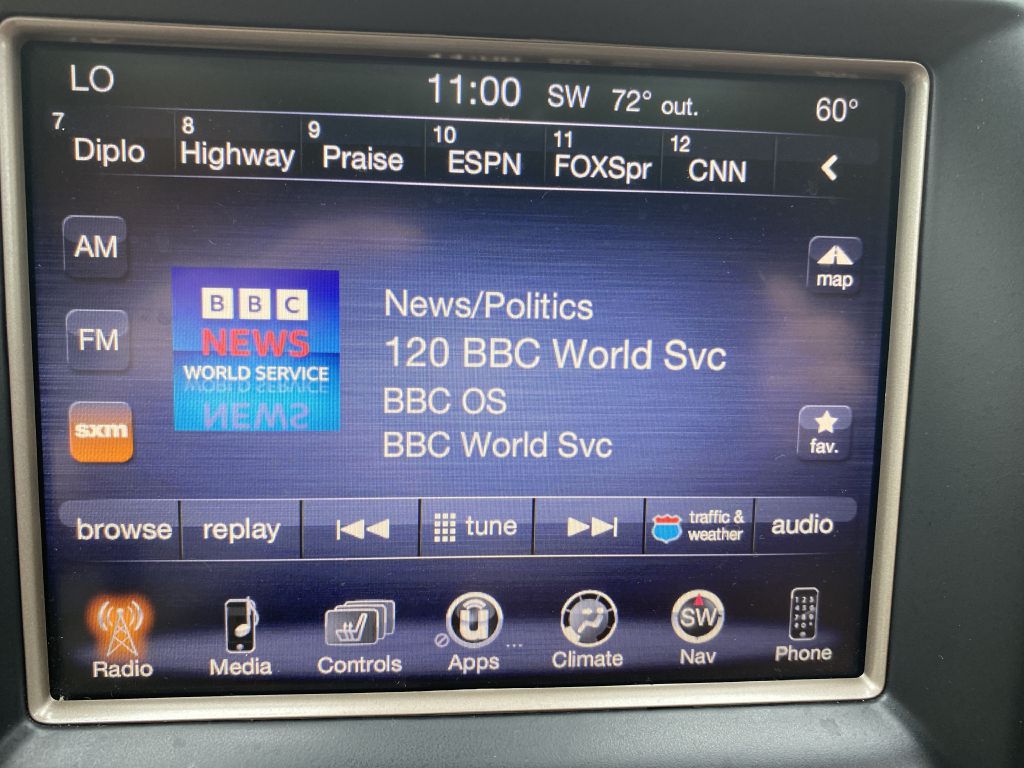 LO 11:00 SW 72° out. 60°
7 Diplo 8 Highway 9 Praise 10 ESPN 11 FOXSpr 12 CNN
AM
map
BBC
NEWS
WORLD SERVICE
News/Politics
FM
120 BBC World Svc
BBC OS
sxm
BBC World Svc
fav.
browse replay tune traffic & weather audio
Radio Media Controls Apps Climate SW Nav Phone